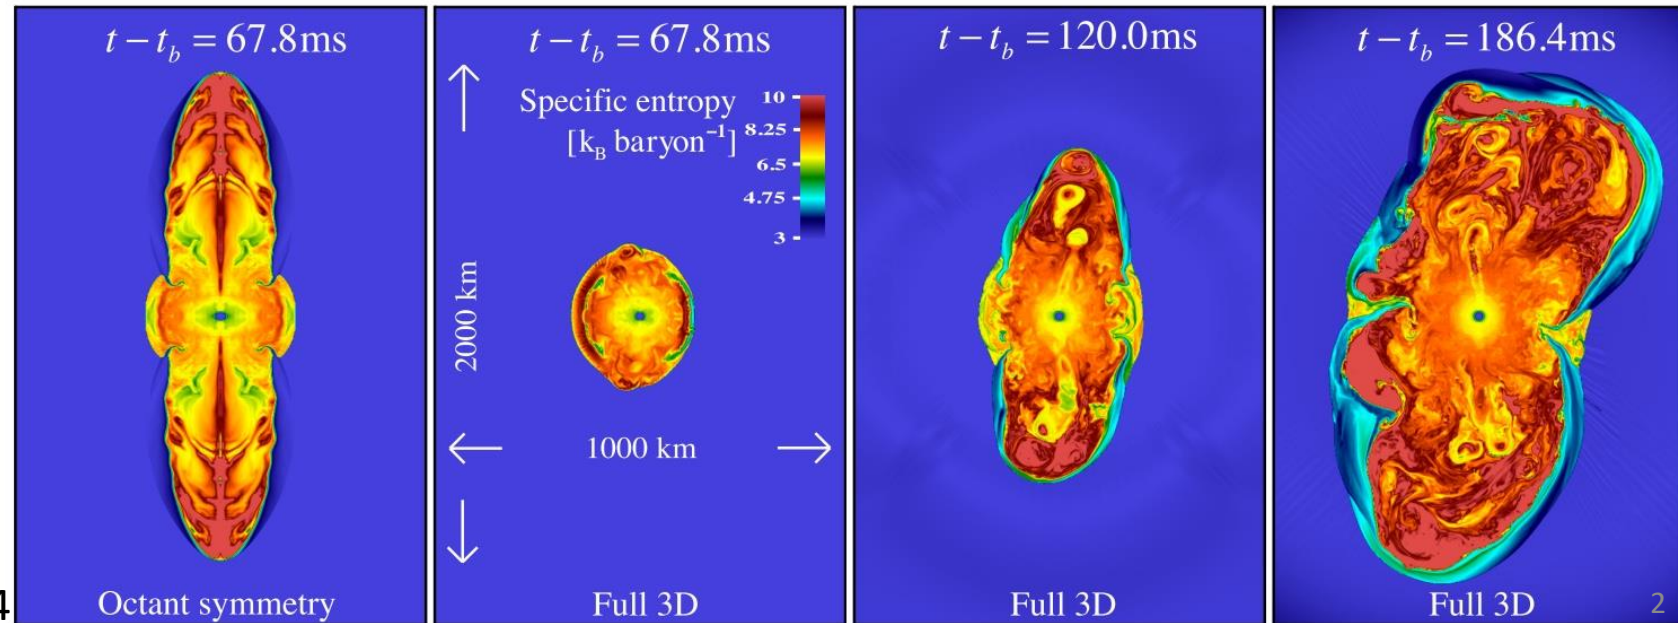 t − t_b = 67.8ms
Octant symmetry
t − t_b = 67.8ms
Specific entropy
[k_B baryon⁻¹]
10
8.25
6.5
4.75
3
2000 km
1000 km
Full 3D
t − t_b = 120.0ms
Full 3D
t − t_b = 186.4ms
Full 3D
2
4